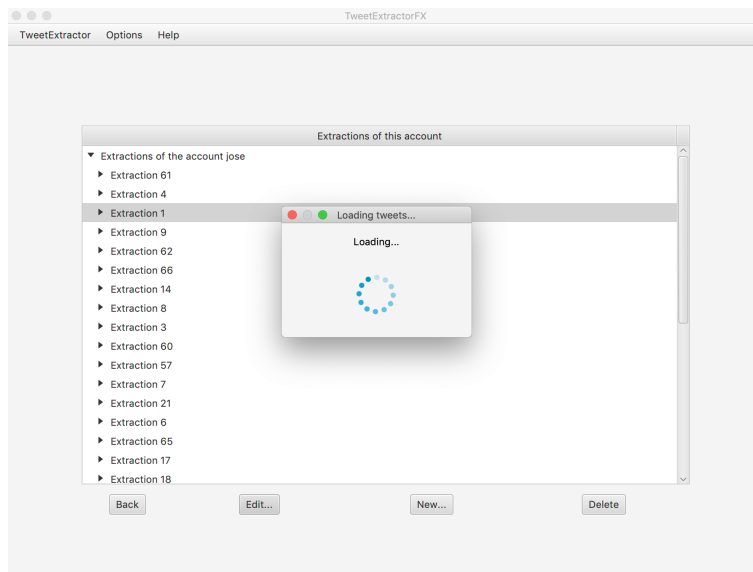 TweetExtractorFX
TweetExtractor Options Help
Extractions of this account
Extractions of the account jose
Extraction 61
Extraction 4
Extraction 1
Loading tweets...
Extraction 9
Loading...
Extraction 62
Extraction 66
Extraction 14
Extraction 8
Extraction 3
Extraction 60
Extraction 57
Extraction 7
Extraction 21
Extraction 6
Extraction 65
Extraction 17
Extraction 18
Back Edit... New... Delete